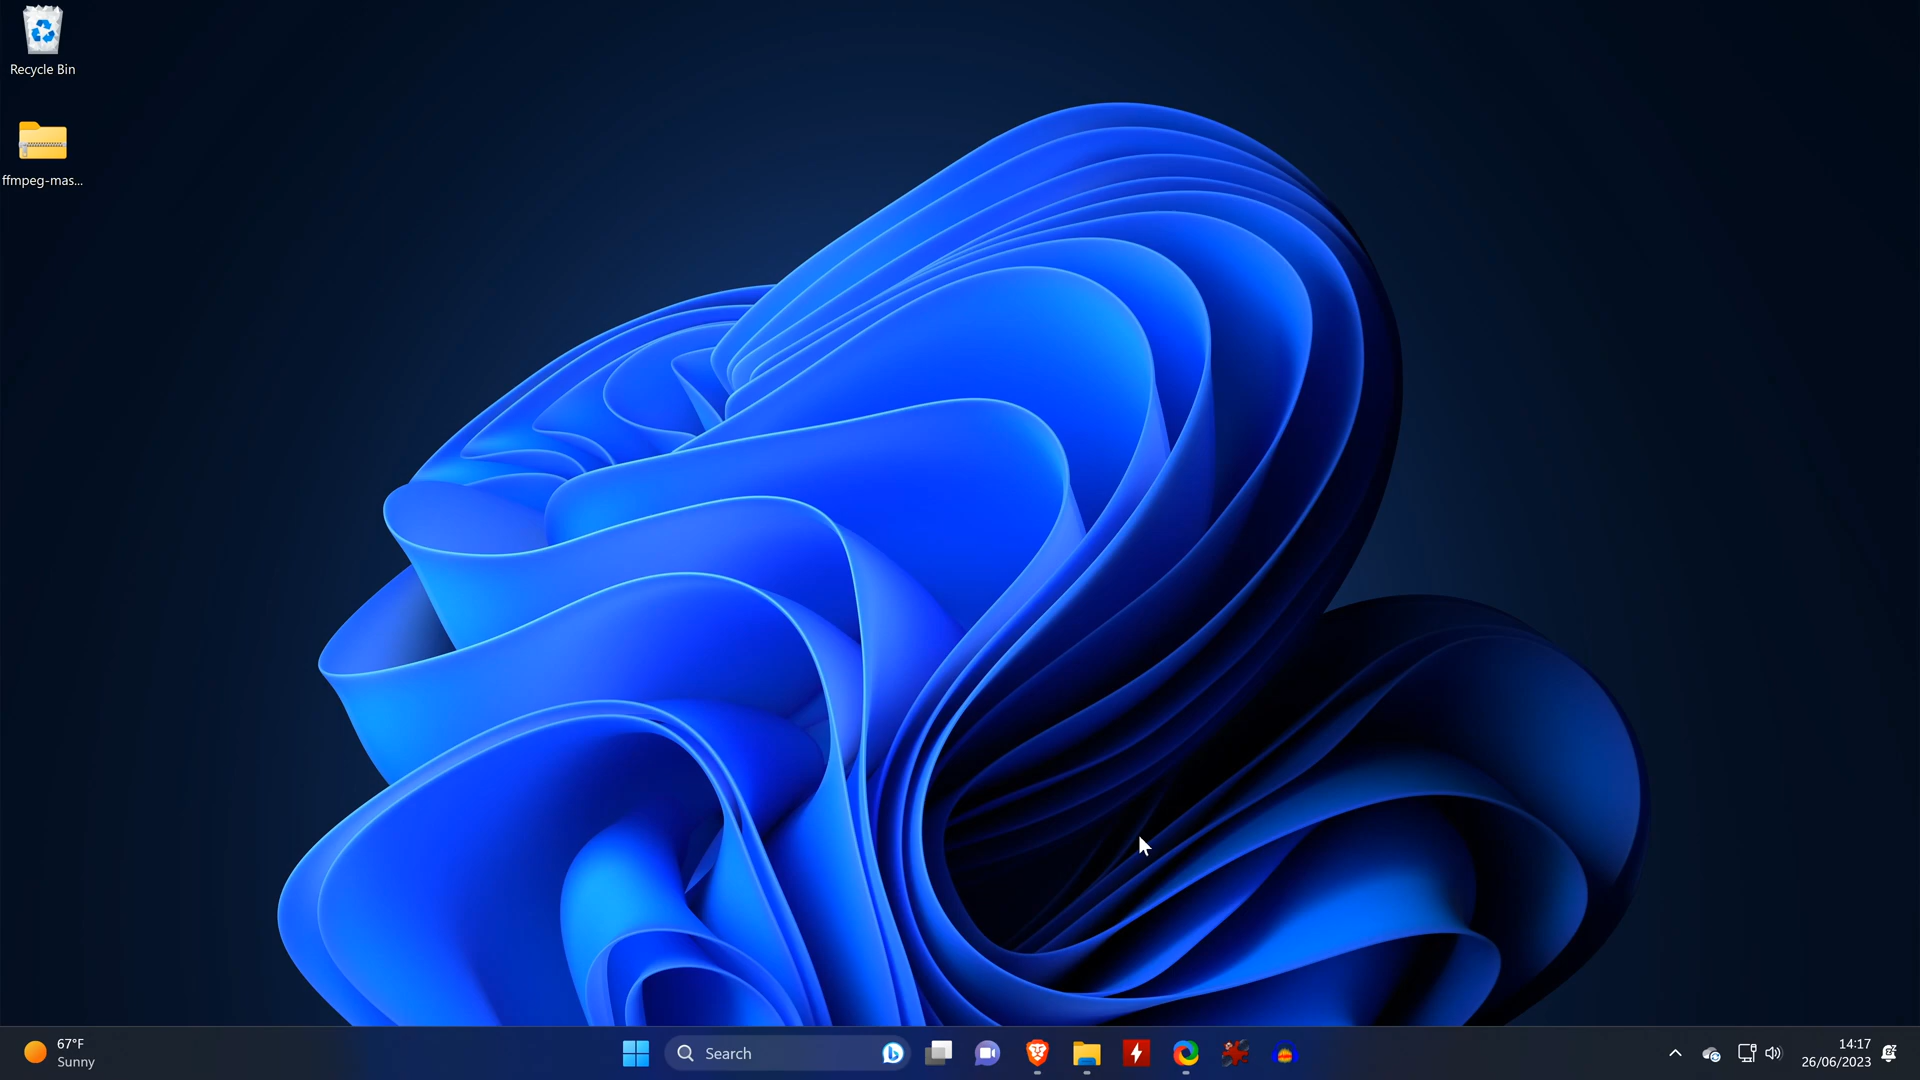 Recycle Bin
ffmpeg-mas...
67°F
Sunny
Search
14:17
26/06/2023